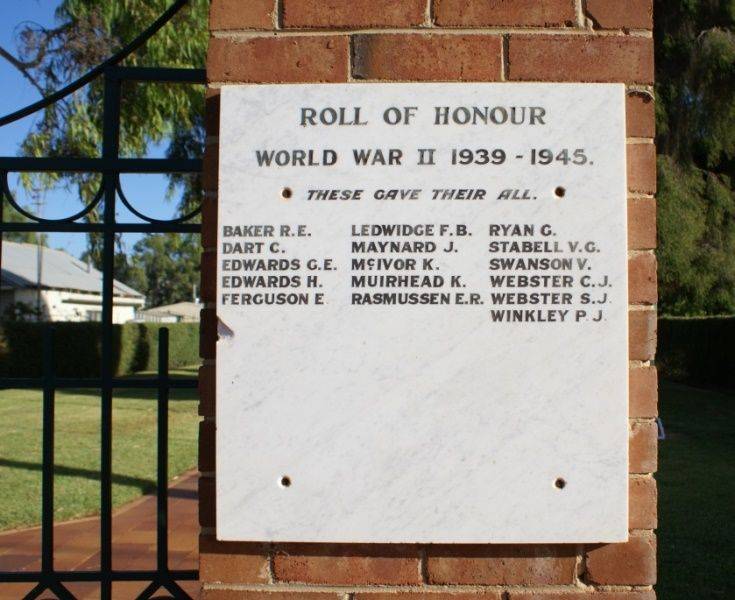 ROLL OF HONOUR
WORLD WAR II 1939 - 1945.
THESE GAVE THEIR ALL.
BAKER R.E.
DART C.
EDWARDS G.E.
EDWARDS H.
FERGUSON E.
LEDWIDGE F.B.
MAYNARD J.
McIVOR K.
MUIRHEAD K.
RASMUSSEN E.R.
RYAN G.
STABELL V.G.
SWANSON V.
WEBSTER C.J.
WEBSTER S.J.
WINKLEY P.J.